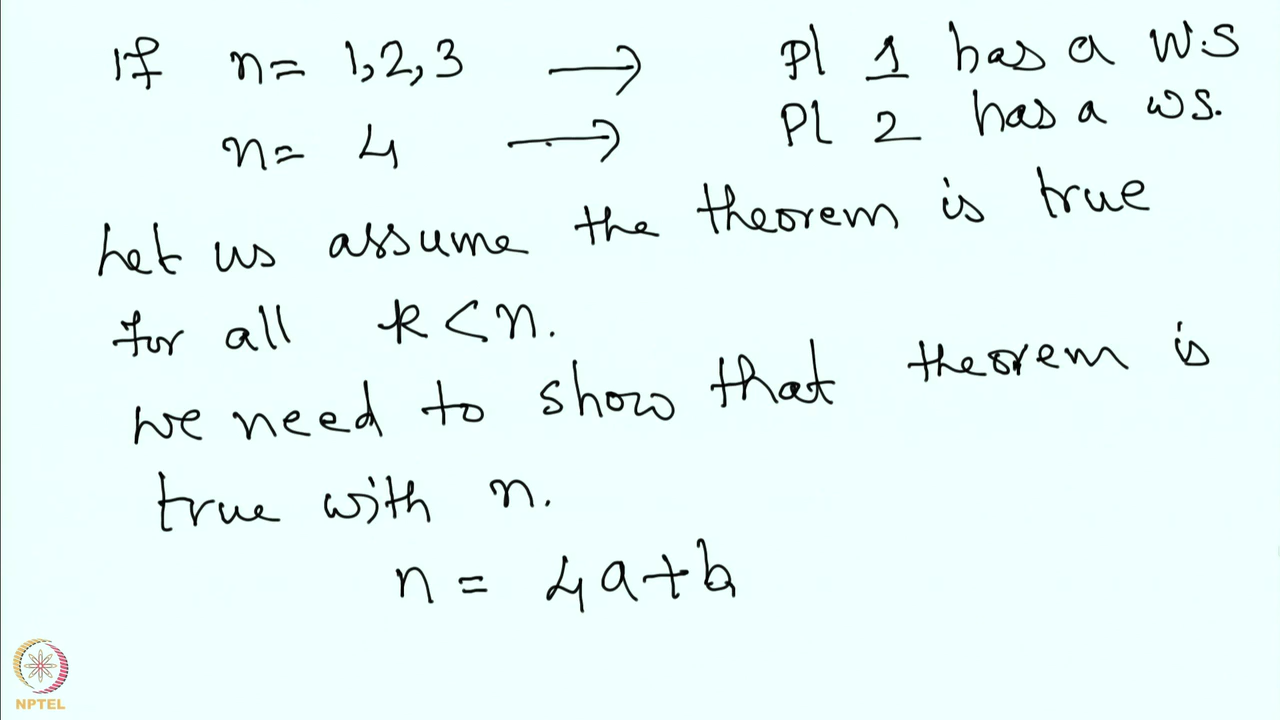 If n = 1,2,3 → Pl 1 has a W.S
n = 4 → Pl 2 has a WS.
Let us assume the theorem is true
for all k < n.
We need to show that theorem is
true with n.
n = 4a+b
NPTEL